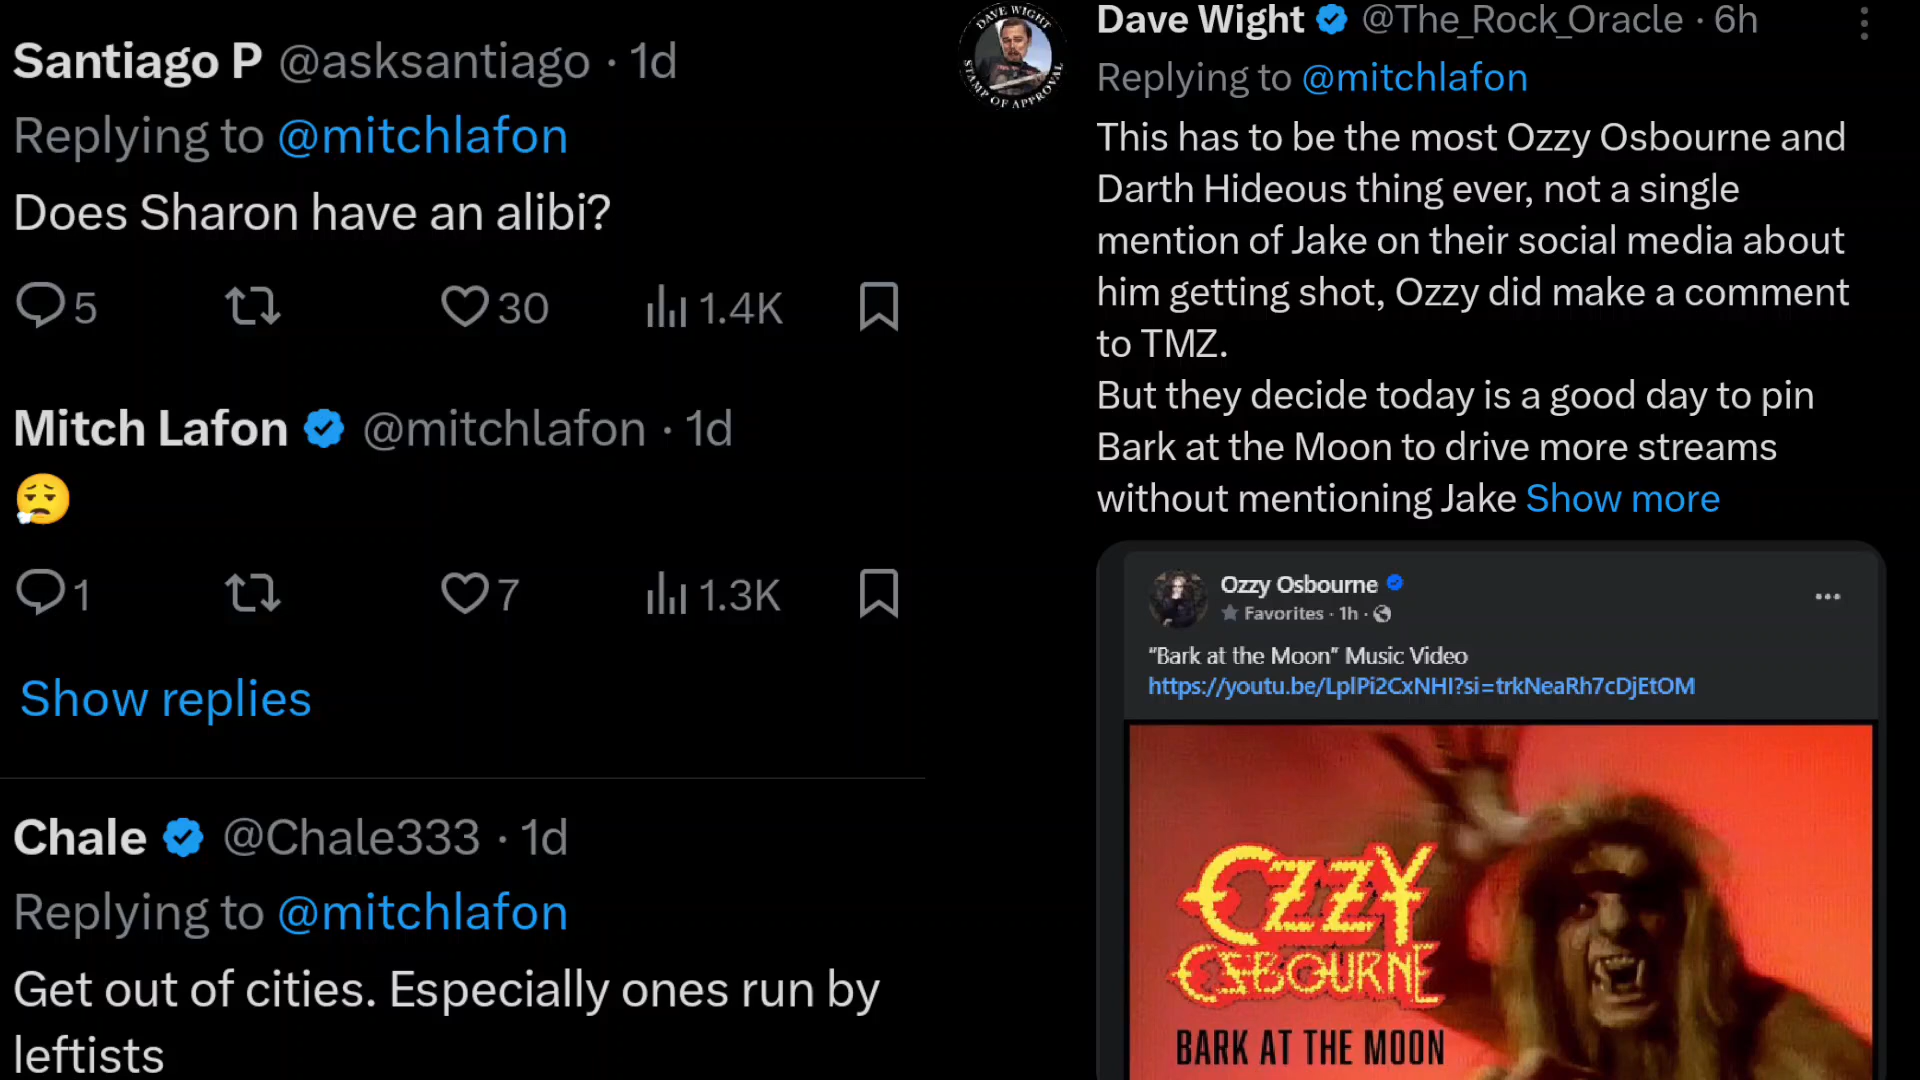 Santiago P @asksantiago · 1d
Replying to @mitchlafon
Does Sharon have an alibi?
5 30 1.4K
Mitch Lafon @mitchlafon · 1d
1 7 1.3K
Show replies
Chale @Chale333 · 1d
Replying to @mitchlafon
Get out of cities. Especially ones run by
leftists
DAVE WIGHT
STAMP OF APPROVAL
Dave Wight @The_Rock_Oracle · 6h
Replying to @mitchlafon
This has to be the most Ozzy Osbourne and
Darth Hideous thing ever, not a single
mention of Jake on their social media about
him getting shot, Ozzy did make a comment
to TMZ.
But they decide today is a good day to pin
Bark at the Moon to drive more streams
without mentioning Jake Show more
Ozzy Osbourne
Favorites · 1h ·
“Bark at the Moon” Music Video
https://youtu.be/LplPi2CxNHI?si=trkNeaRh7cDjEtOM
OZZY
OSBOURNE
BARK AT THE MOON